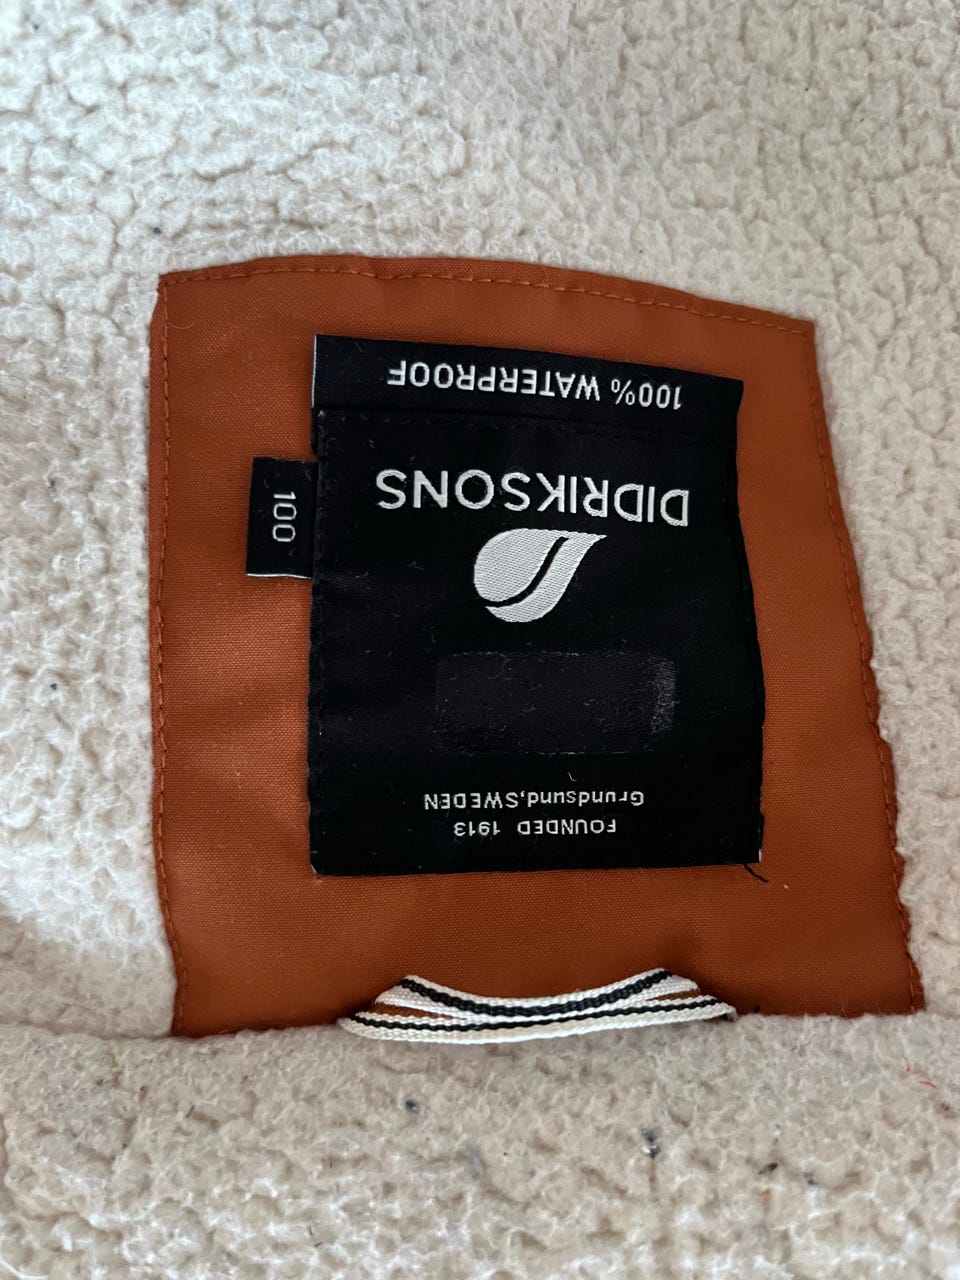 FOUNDED 1913
Grundsund,SWEDEN
DIDRIKSONS
100% WATERPROOF
100